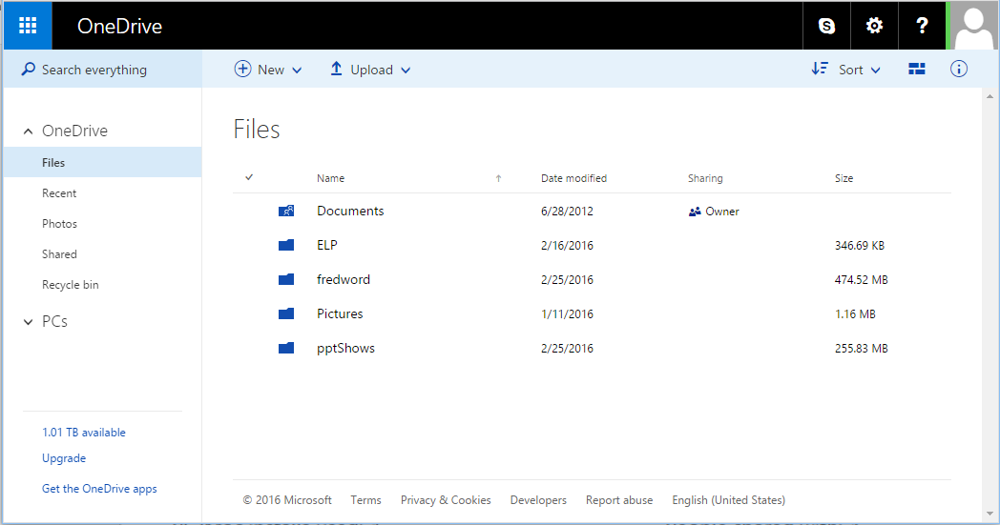 OneDrive ?
Search everything New Upload Sort
OneDrive
Files
Recent
Photos
Shared
Recycle bin
PCs
1.01 TB available
Upgrade
Get the OneDrive apps
Files
Name Date modified Sharing Size
Documents 6/28/2012 Owner
ELP 2/16/2016 346.69 KB
fredword 2/25/2016 474.52 MB
Pictures 1/11/2016 1.16 MB
pptShows 2/25/2016 255.83 MB
© 2016 Microsoft Terms Privacy & Cookies Developers Report abuse English (United States)